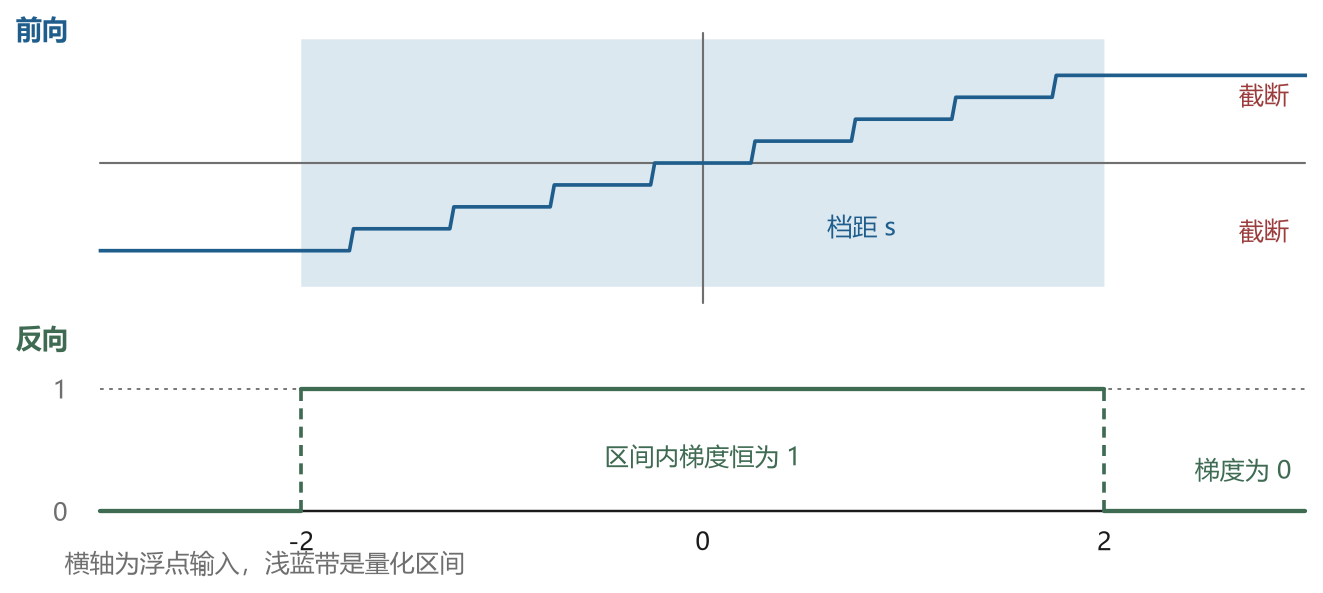 前向
截断
档距 s
截断
反向
1
区间内梯度恒为 1
梯度为 0
0
-2
0
2
横轴为浮点输入，浅蓝带是量化区间